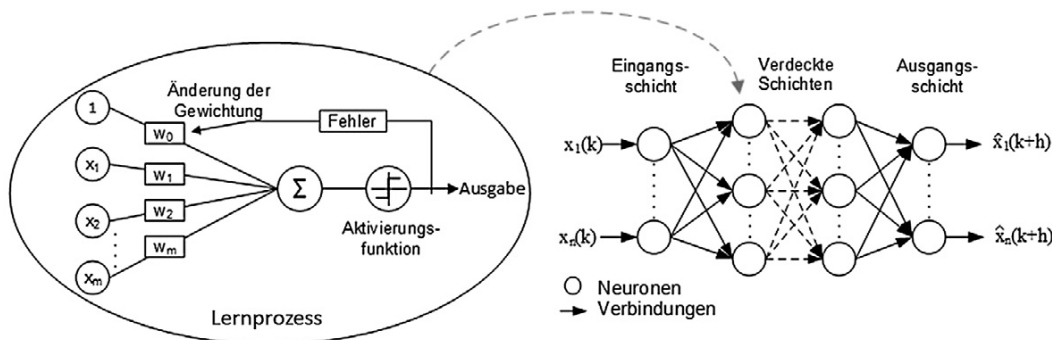 Änderung der
Gewichtung
1
w₀
Fehler
x₁
w₁
x₂
w₂
xₘ
wₘ
Σ
Ausgabe
Aktivierungs-
funktion
Lernprozess
Eingangs-
schicht
Verdeckte
Schichten
Ausgangs-
schicht
x₁(k)
x̂₁(k+h)
xₙ(k)
x̂ₙ(k+h)
Neuronen
Verbindungen